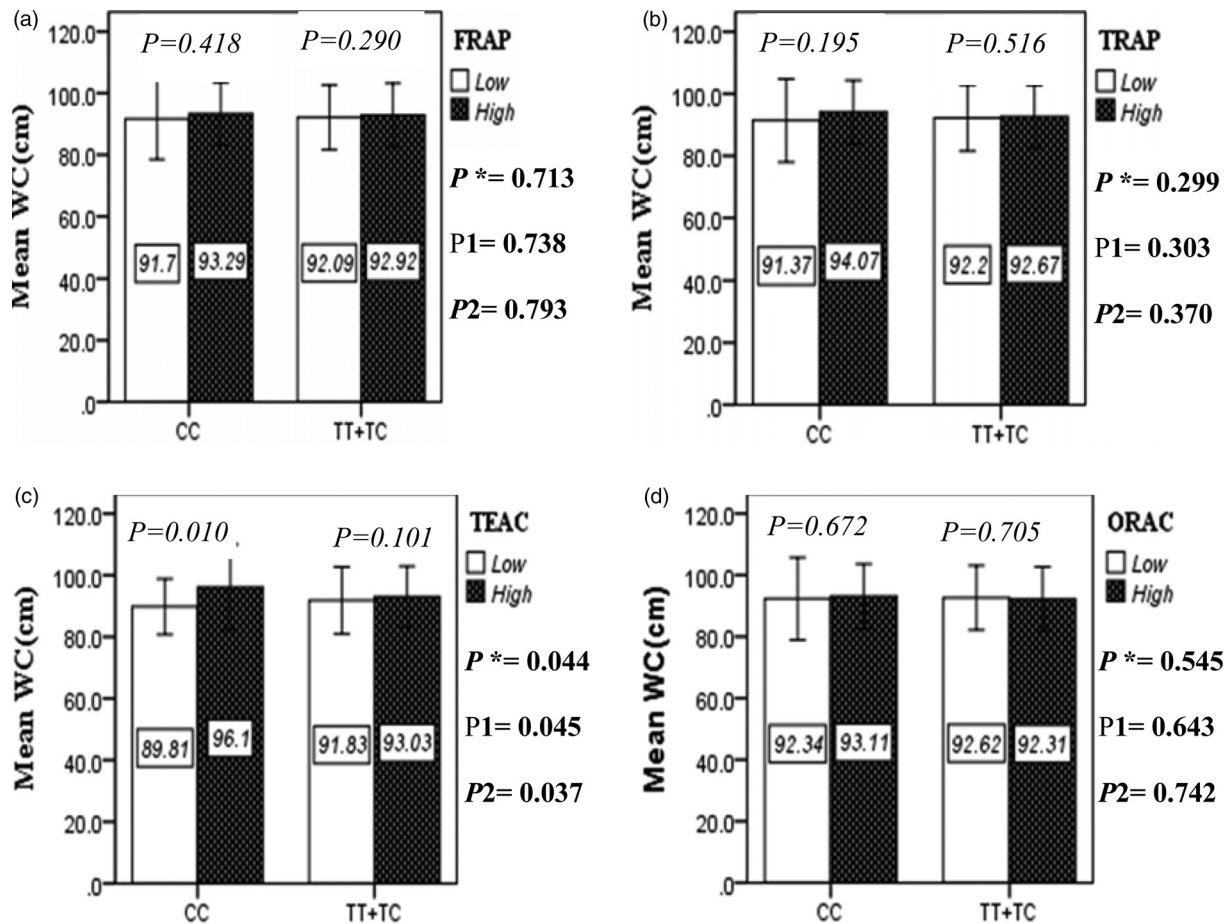 (a)
P=0.418
P=0.290
FRAP
Low
High
P *= 0.713
P1= 0.738
P2= 0.793
Mean WC(cm)
120.0
100.0
80.0
60.0
40.0
20.0
.0
91.7
93.29
92.09
92.92
CC
TT+TC
(b)
P=0.195
P=0.516
TRAP
Low
High
P *= 0.299
P1= 0.303
P2= 0.370
Mean WC(cm)
120.0
100.0
80.0
60.0
40.0
20.0
.0
91.37
94.07
92.2
92.67
CC
TT+TC
(c)
P=0.010
P=0.101
TEAC
Low
High
P *= 0.044
P1= 0.045
P2= 0.037
Mean WC(cm)
120.0
100.0
80.0
60.0
40.0
20.0
.0
89.81
96.1
91.83
93.03
CC
TT+TC
(d)
P=0.672
P=0.705
ORAC
Low
High
P *= 0.545
P1= 0.643
P2= 0.742
Mean WC(cm)
120.0
100.0
80.0
60.0
40.0
20.0
.0
92.34
93.11
92.62
92.31
CC
TT+TC